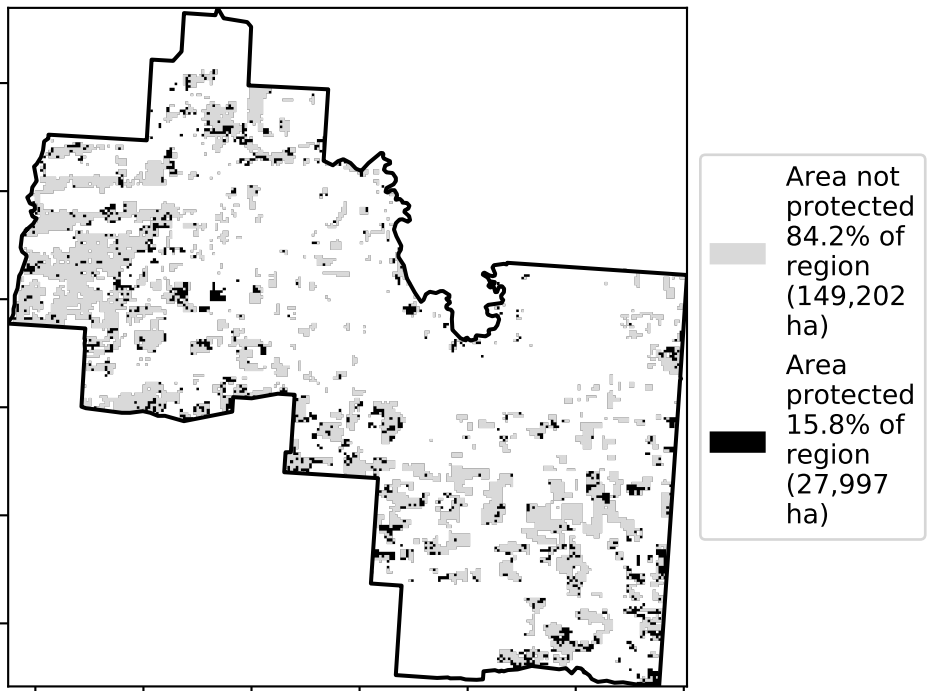 Area not
protected
84.2% of
region
(149,202
ha)
Area
protected
15.8% of
region
(27,997
ha)